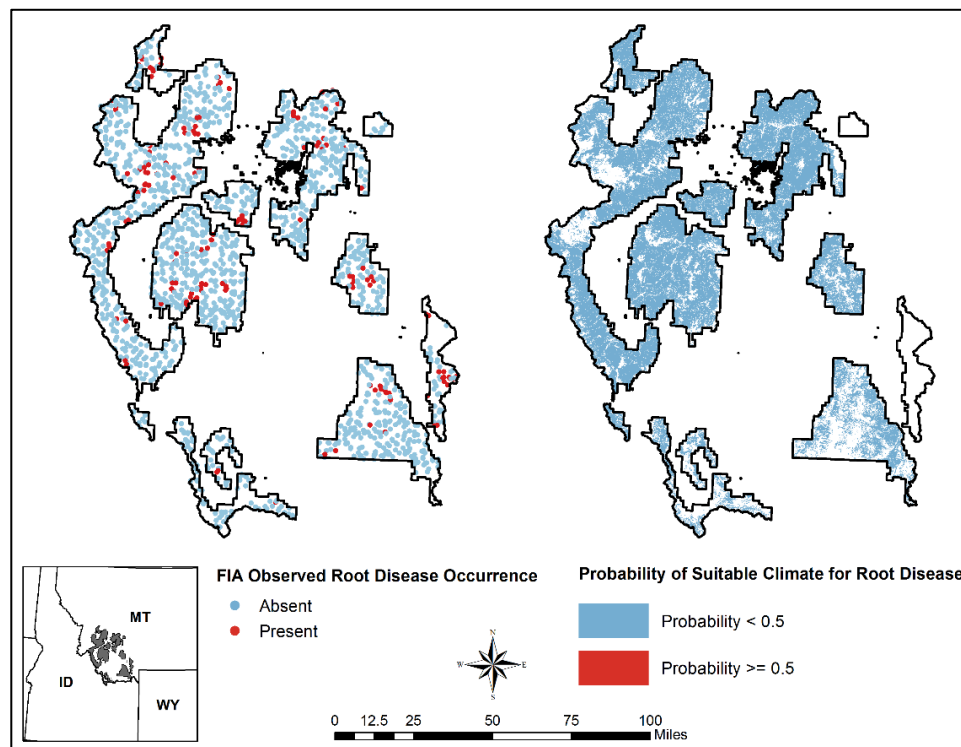 FIA Observed Root Disease Occurrence
Absent
Present
Probability of Suitable Climate for Root Disease
Probability < 0.5
Probability >= 0.5
MT
ID
WY
N
W
E
S
0 12.5 25 50 75 100
Miles